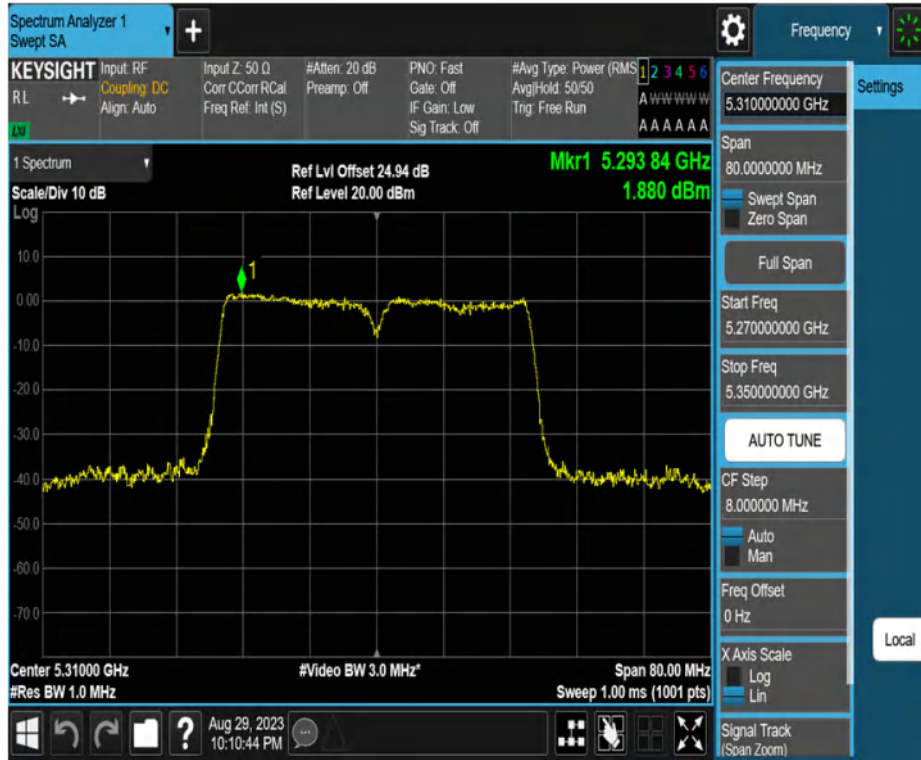 Spectrum Analyzer 1
Swept SA
Frequency
KEYSIGHT
RL
LXI
Input: RF
Coupling: DC
Align: Auto
Input Z: 50 Ω
Corr CCorr RCal
Freq Ref: Int (S)
#Atten: 20 dB
Preamp: Off
PNO: Fast
Gate: Off
IF Gain: Low
Sig Track: Off
#Avg Type: Power (RMS
Avg|Hold: 50/50
Trig: Free Run
1 2 3 4 5 6
A W W W W W
A A A A A A
Center Frequency
5.310000000 GHz
Settings
1 Spectrum
Scale/Div 10 dB
Ref Lvl Offset 24.94 dB
Ref Level 20.00 dBm
Mkr1 5.293 84 GHz
1.880 dBm
Span
80.0000000 MHz
Swept Span
Zero Span
Full Span
Start Freq
5.270000000 GHz
Stop Freq
5.350000000 GHz
AUTO TUNE
CF Step
8.000000 MHz
Auto
Man
Freq Offset
0 Hz
X Axis Scale
Log
Lin
Signal Track
(Span Zoom)
Local
Log
10.0
1
0.00
-10.0
-20.0
-30.0
-40.0
-50.0
-60.0
-70.0
Center 5.31000 GHz
#Video BW 3.0 MHz*
Span 80.00 MHz
#Res BW 1.0 MHz
Sweep 1.00 ms (1001 pts)
?
Aug 29, 2023
10:10:44 PM